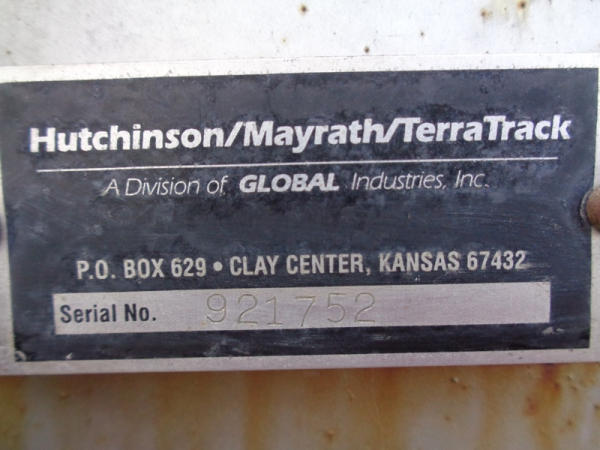 Hutchinson/Mayrath/TerraTrack
A Division of GLOBAL Industries, Inc.
P.O. BOX 629 • CLAY CENTER, KANSAS 67432
Serial No. 921752